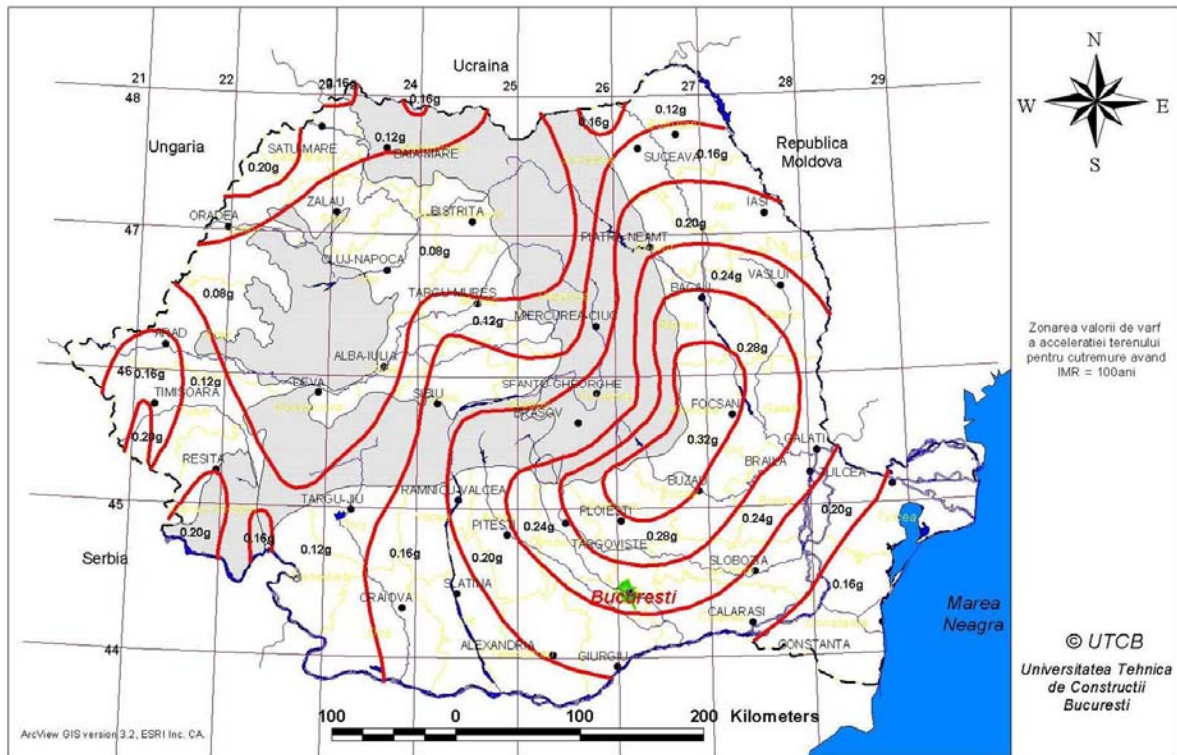 Ucraina
21
22
23
24
25
26
27
28
29
48
N
W E
S
0.16g
0.16g
0.16g
0.12g
Ungaria
SATU-MARE
0.12g
BAIA-MARE
SUCEAVA
0.16g
Republica
Moldova
0.20g
ORADEA
ZALAU
BISTRITA
IASI
47
0.20g
PIATRA-NEAMT
CLUJ-NAPOCA
0.08g
0.24g
VASLUI
0.08g
TARGU-MURES
BACAU
0.12g
MIERCUREA-CIUC
ARAD
ALBA-IULIA
0.28g
46
0.16g
0.12g
DEVA
SFANTU-GHEORGHE
TIMISOARA
SIBIU
BRASOV
FOCSANI
0.20g
0.32g
GALATI
RESITA
BRAILA
TULCEA
BUZAU
45
TARGU-JIU
RAMNICU-VALCEA
PLOIESTI
0.20g
PITESTI
0.24g
0.24g
TARGOVISTE
0.28g
0.20g
0.16g
0.12g
0.16g
0.20g
SLOBOZIA
Serbia
0.16g
SLATINA
Bucuresti
CRAIOVA
CALARASI
44
ALEXANDRIA
GIURGIU
CONSTANTA
Marea
Neagra
100 0 100 200 Kilometers
ArcView GIS version 3.2, ESRI Inc. CA.
Zonarea valorii de varf
a acceleratiei terenului
pentru cutremure avand
IMR = 100ani
© UTCB
Universitatea Tehnica
de Constructii
Bucuresti